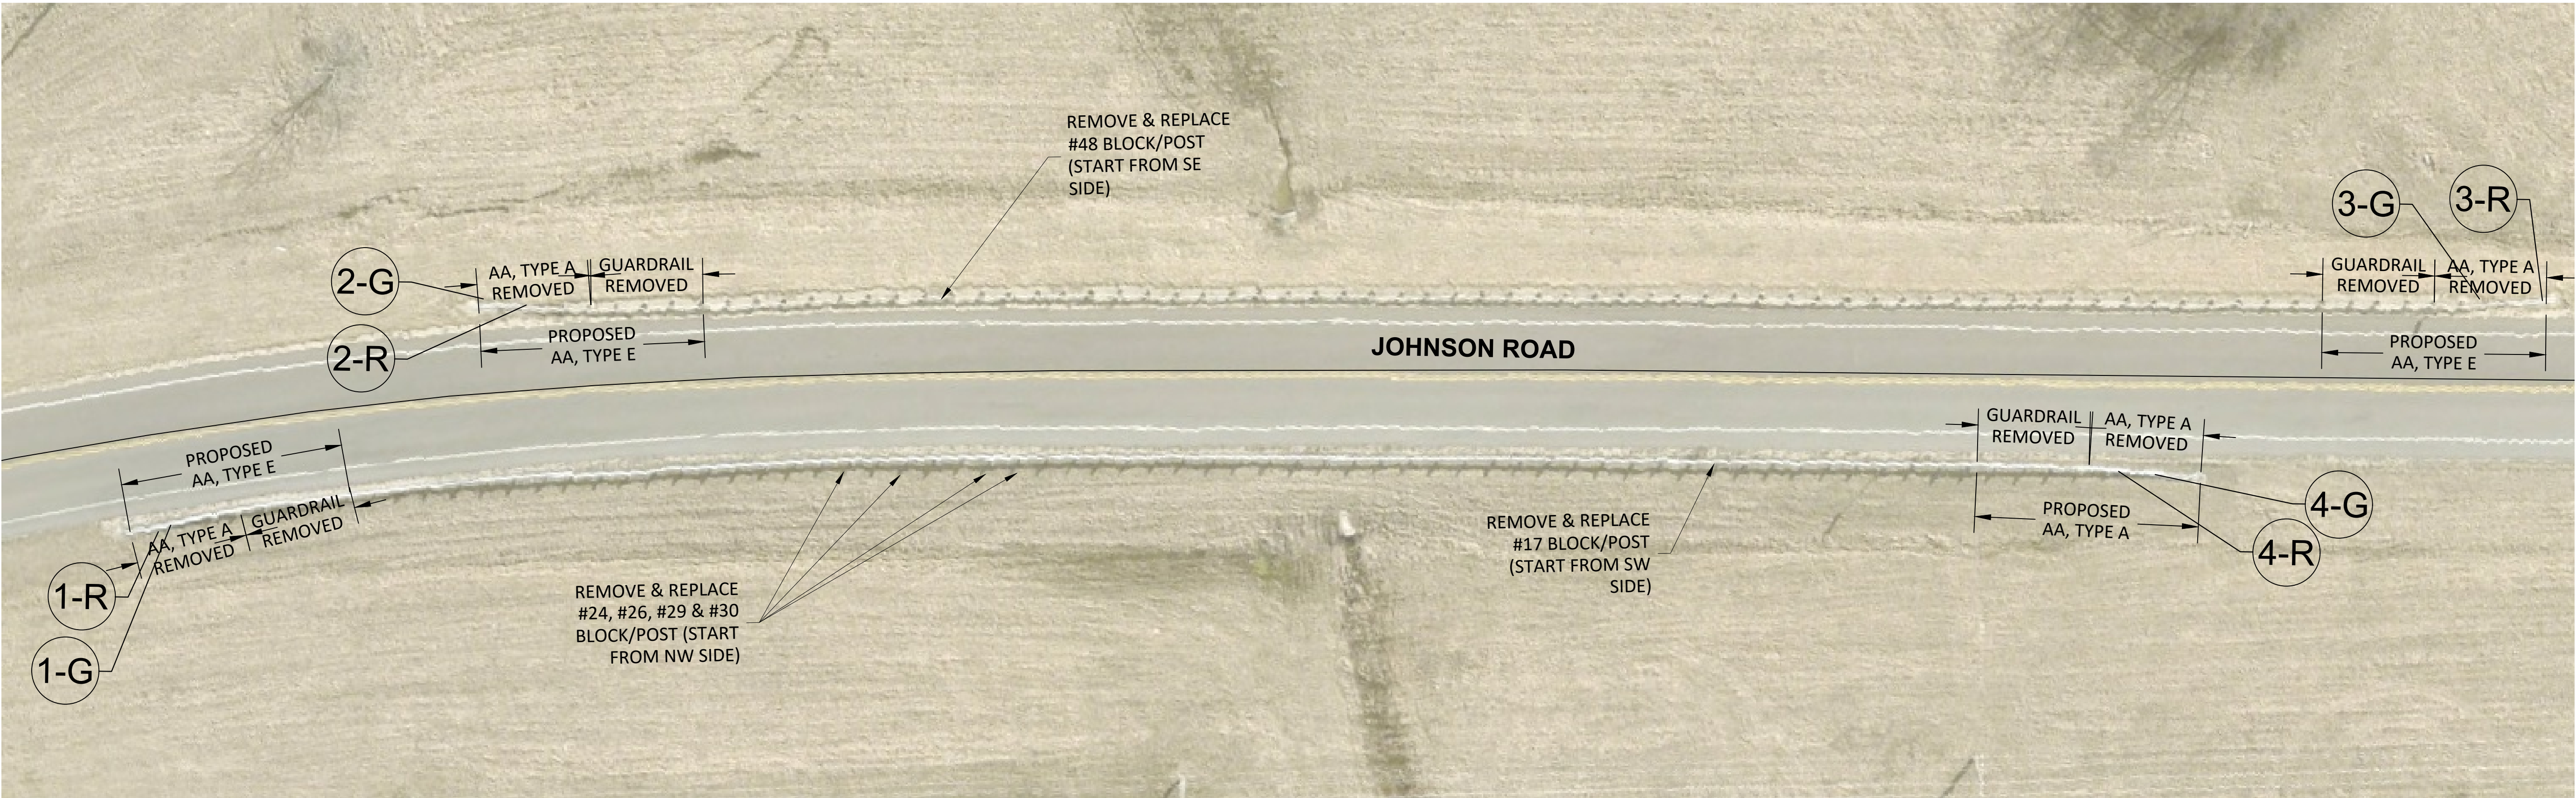 REMOVE & REPLACE
#48 BLOCK/POST
(START FROM SE
SIDE)
3-G
3-R
2-G
AA, TYPE A
REMOVED
GUARDRAIL
REMOVED
GUARDRAIL
REMOVED
AA, TYPE A
REMOVED
2-R
PROPOSED
AA, TYPE E
JOHNSON ROAD
PROPOSED
AA, TYPE E
PROPOSED
AA, TYPE E
GUARDRAIL
REMOVED
AA, TYPE A
REMOVED
AA, TYPE A
REMOVED
GUARDRAIL
REMOVED
PROPOSED
AA, TYPE A
4-G
4-R
1-R
1-G
REMOVE & REPLACE
#24, #26, #29 & #30
BLOCK/POST (START
FROM NW SIDE)
REMOVE & REPLACE
#17 BLOCK/POST
(START FROM SW
SIDE)